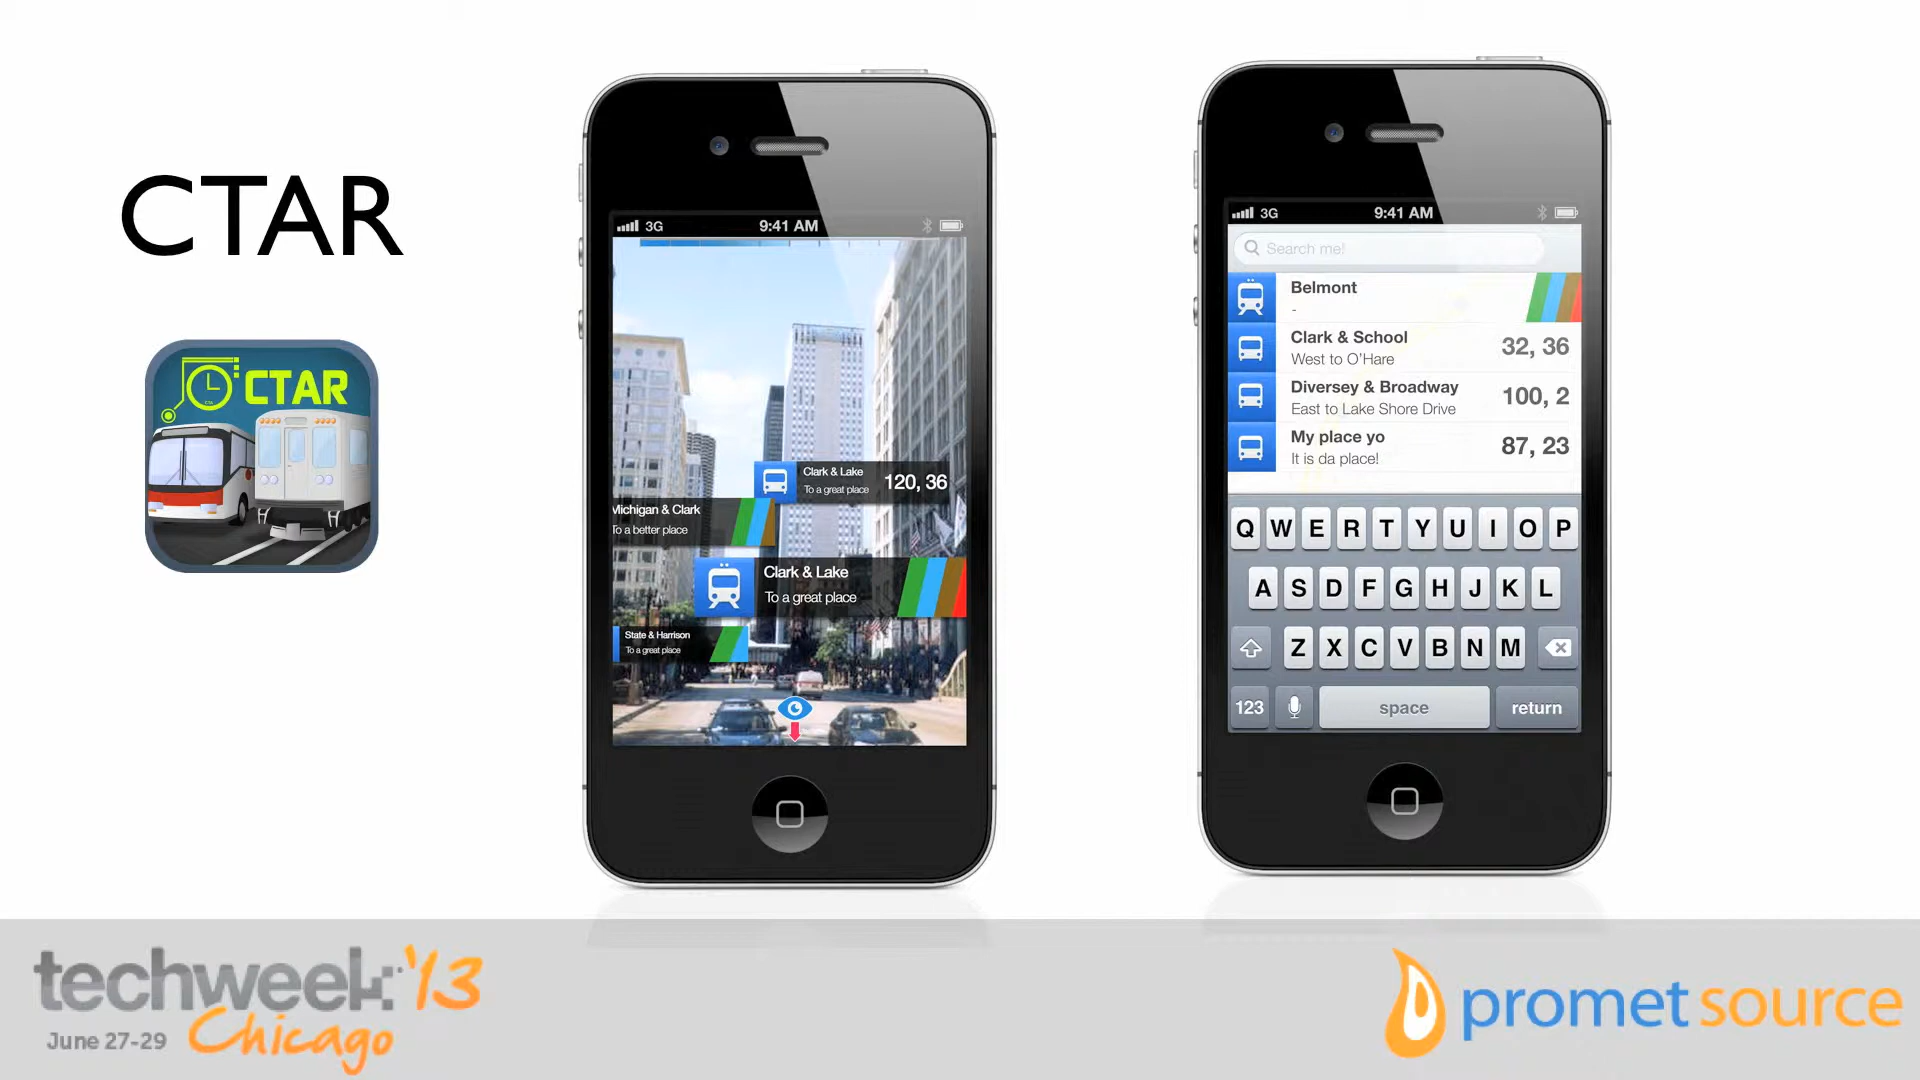 CTAR
CTAR
3G 9:41 AM
Clark & Lake
To a great place
120, 36
Michigan & Clark
To a better place
Clark & Lake
To a great place
State & Harrison
To a great place
3G 9:41 AM
Search me!
Belmont
-
Clark & School
West to O'Hare
32, 36
Diversey & Broadway
East to Lake Shore Drive
100, 2
My place yo
It is da place!
87, 23
Q W E R T Y U I O P
A S D F G H J K L
Z X C V B N M
123 space return
techweek '13
June 27-29 Chicago
promet source